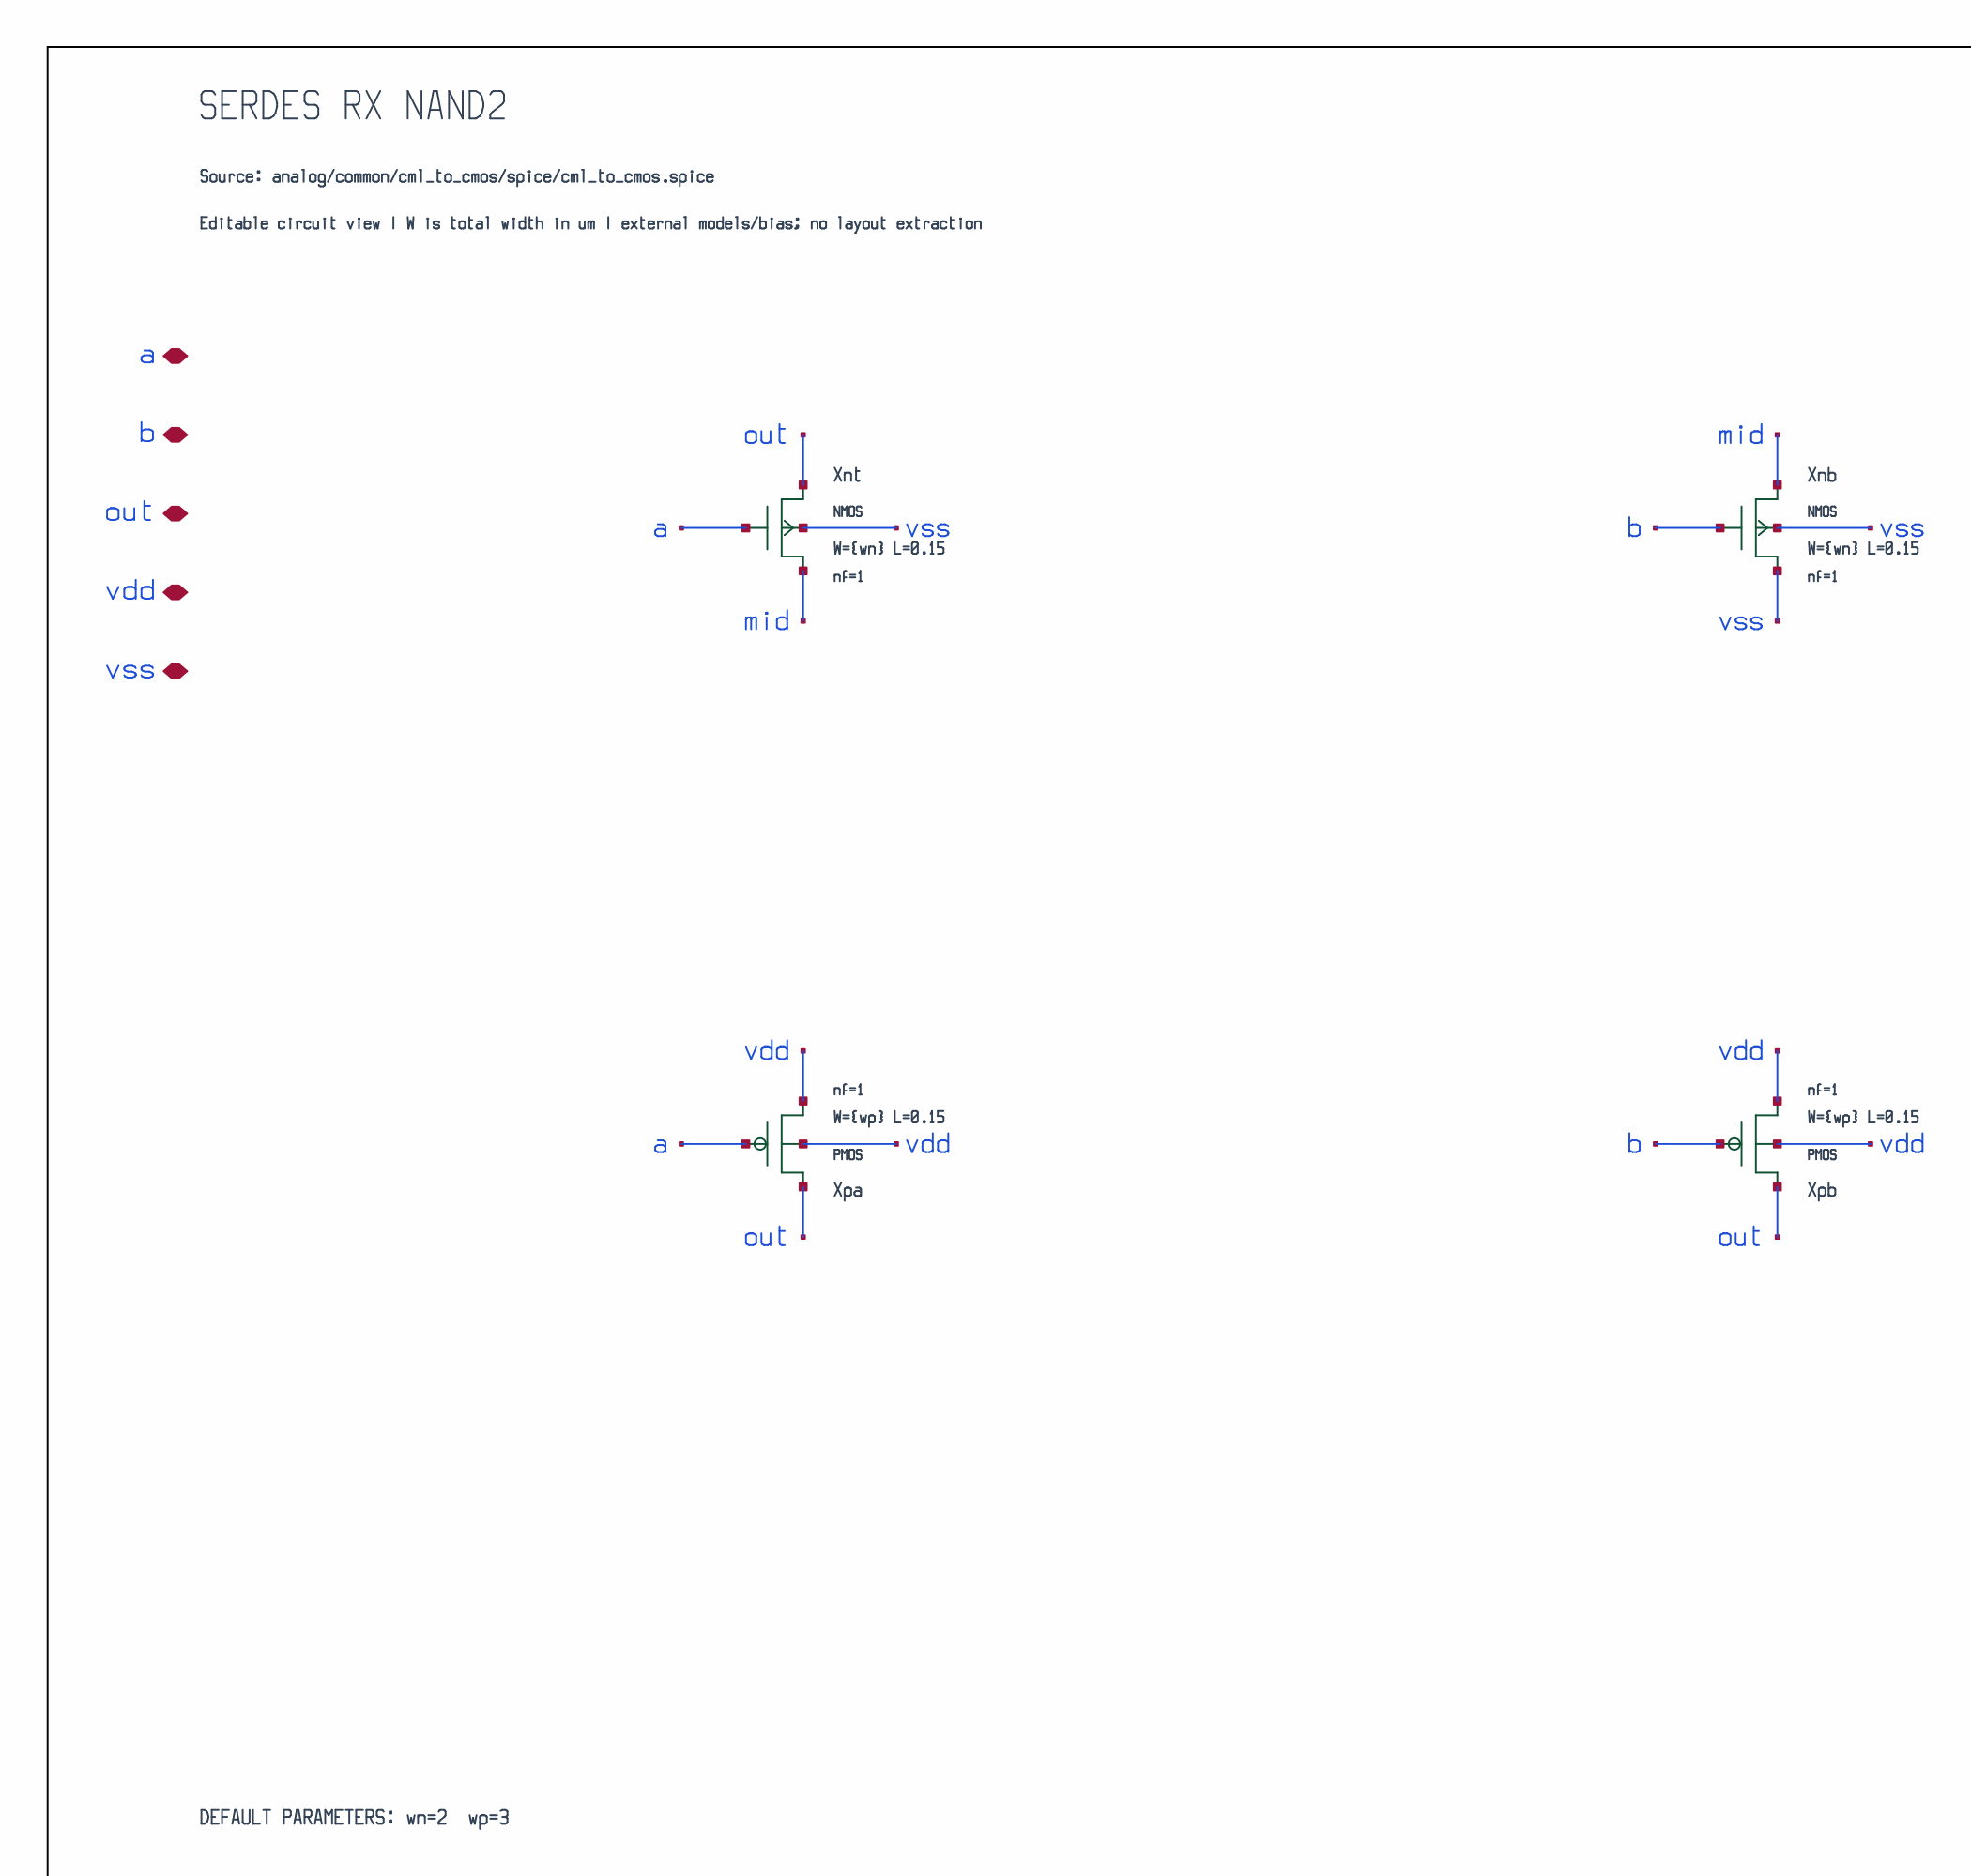 SERDES RX NAND2
Source: analog/common/cml_to_cmos/spice/cml_to_cmos.spice
Editable circuit view | W is total width in um | external models/bias; no layout extraction
a
b
out
vdd
vss
out
Xnt
NMOS
a
vss
W={wn} L=0.15
nf=1
mid
mid
Xnb
NMOS
b
vss
W={wn} L=0.15
nf=1
vss
vdd
nf=1
W={wp} L=0.15
a
vdd
PMOS
Xpa
out
vdd
nf=1
W={wp} L=0.15
b
vdd
PMOS
Xpb
out
DEFAULT PARAMETERS: wn=2 wp=3